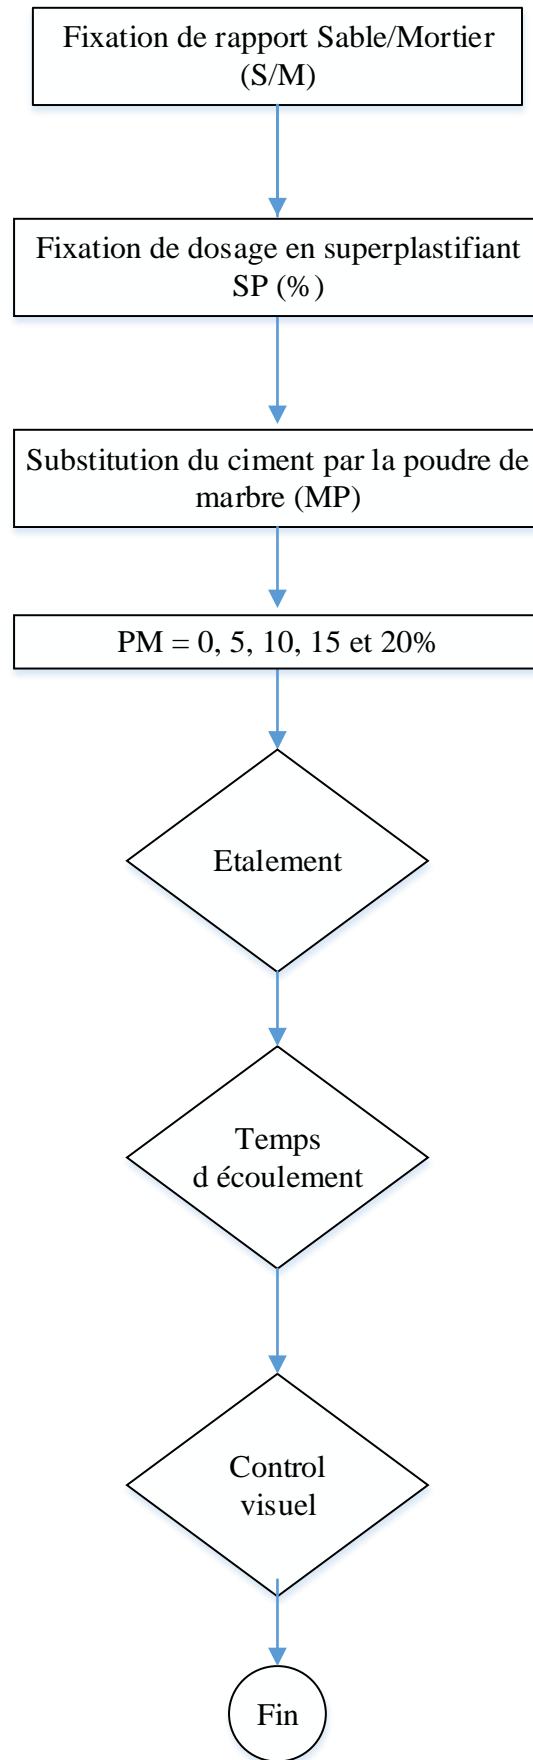 Fixation de rapport Sable/Mortier
(S/M)
Fixation de dosage en superplastifiant
SP (%)
Substitution du ciment par la poudre de
marbre (MP)
PM = 0, 5, 10, 15 et 20%
Etalement
Temps
d écoulement
Control
visuel
Fin